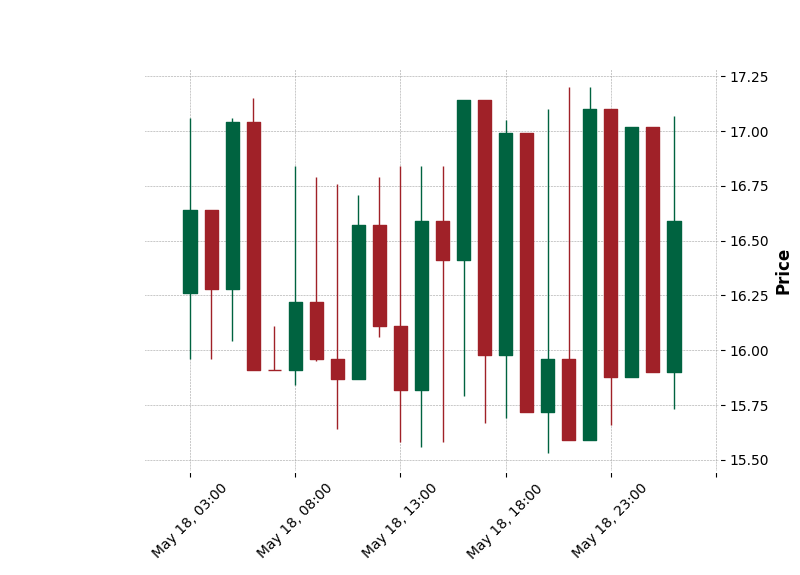 17.25
17.00
16.75
16.50
16.25
16.00
15.75
15.50
Price
May 18, 03:00
May 18, 08:00
May 18, 13:00
May 18, 18:00
May 18, 23:00